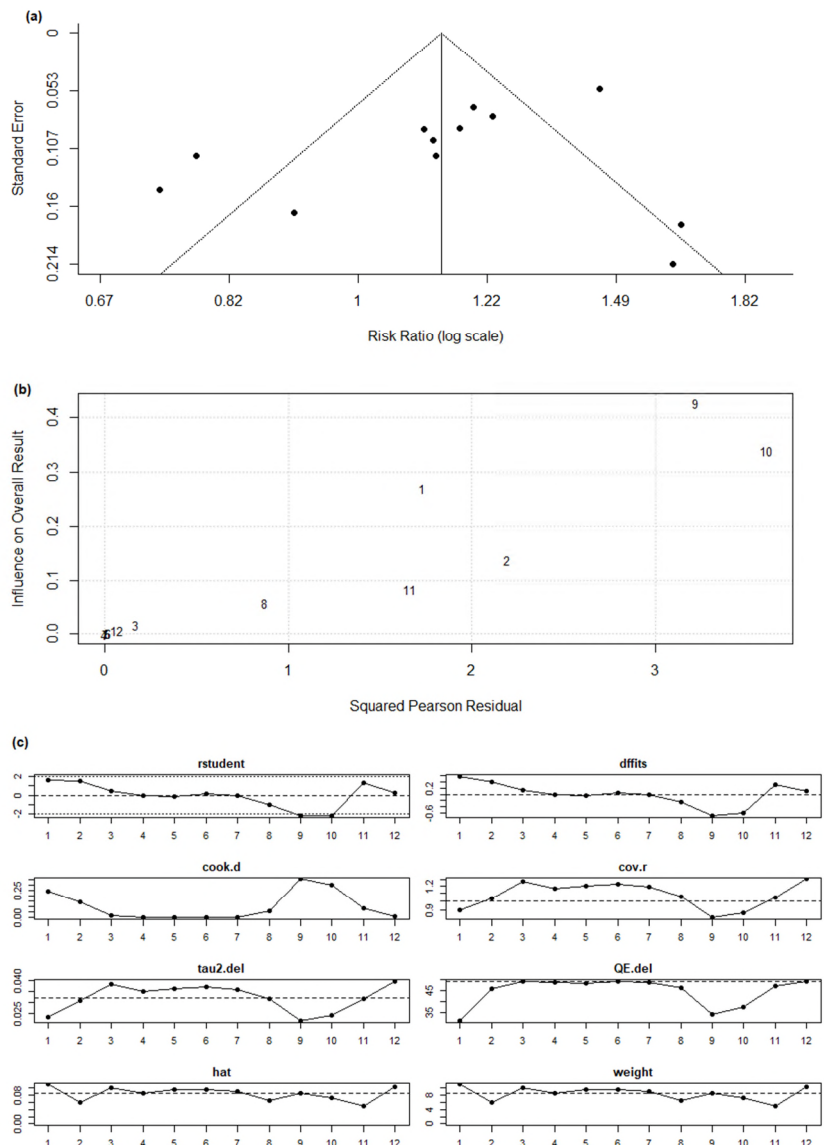 (a)
0
0.053
0.107
0.16
0.214
Standard Error
0.67 0.82 1 1.22 1.49 1.82
Risk Ratio (log scale)
(b)
0.4
0.3
0.2
0.1
0.0
Influence on Overall Result
9
10
1
2
11
8
3
12
0 1 2 3
Squared Pearson Residual
(c)
rstudent
2
0
-2
1 2 3 4 5 6 7 8 9 10 11 12
dffits
0.2
-0.6
1 2 3 4 5 6 7 8 9 10 11 12
cook.d
0.25
0.00
1 2 3 4 5 6 7 8 9 10 11 12
cov.r
1.2
0.9
1 2 3 4 5 6 7 8 9 10 11 12
tau2.del
0.040
0.025
1 2 3 4 5 6 7 8 9 10 11 12
QE.del
45
35
1 2 3 4 5 6 7 8 9 10 11 12
hat
0.08
0.00
1 2 3 4 5 6 7 8 9 10 11 12
weight
8
4
0
1 2 3 4 5 6 7 8 9 10 11 12